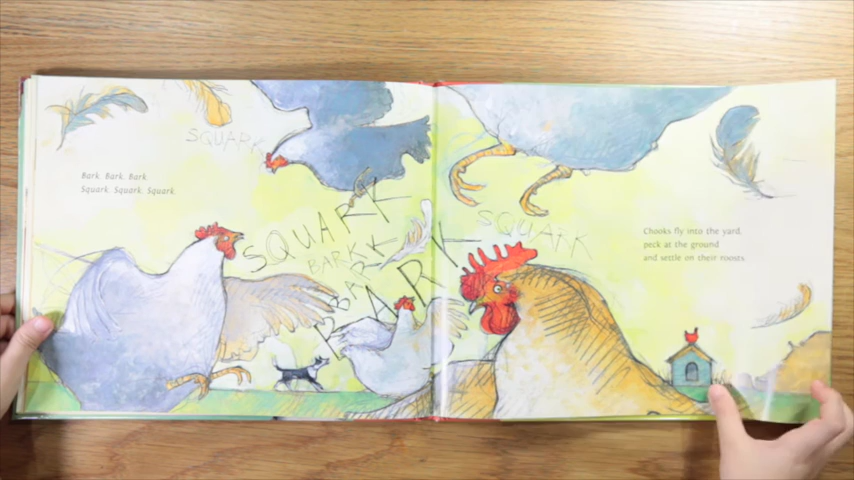 SQUARK
Bark. Bark. Bark.
Squark. Squark. Squark.
SQUARK
BARK
BARK
BARK
SQUARK
Chooks fly into the yard,
peck at the ground
and settle on their roosts.